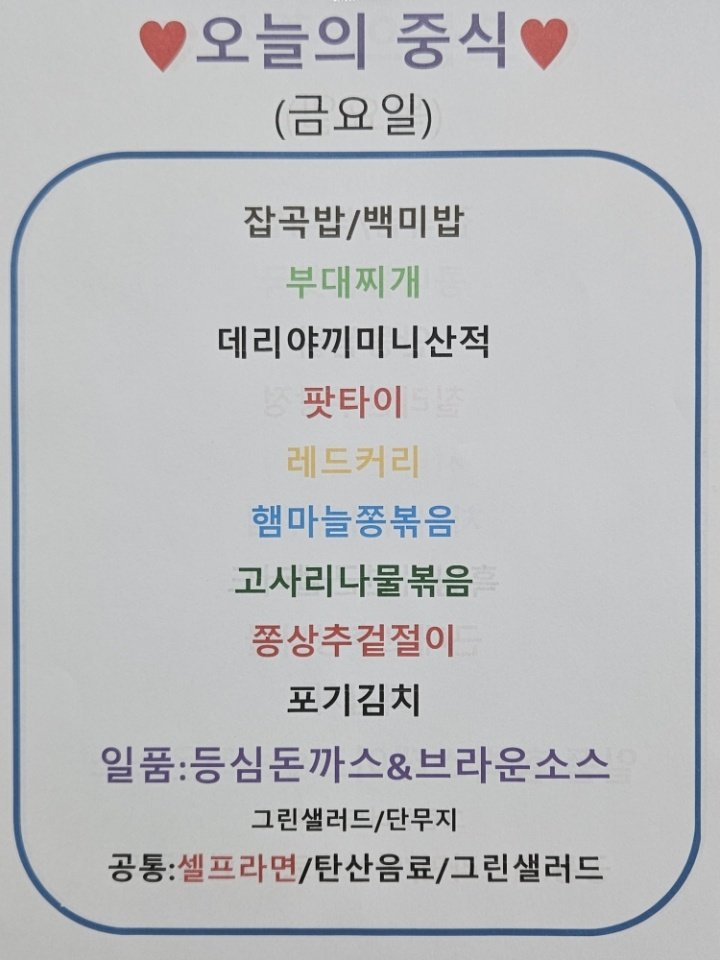 ♥오늘의 중식♥
(금요일)
잡곡밥/백미밥
부대찌개
데리야끼미니산적
팟타이
레드커리
햄마늘쫑볶음
고사리나물볶음
쫑상추겉절이
포기김치
일품:등심돈까스&브라운소스
그린샐러드/단무지
공통:셀프라면/탄산음료/그린샐러드